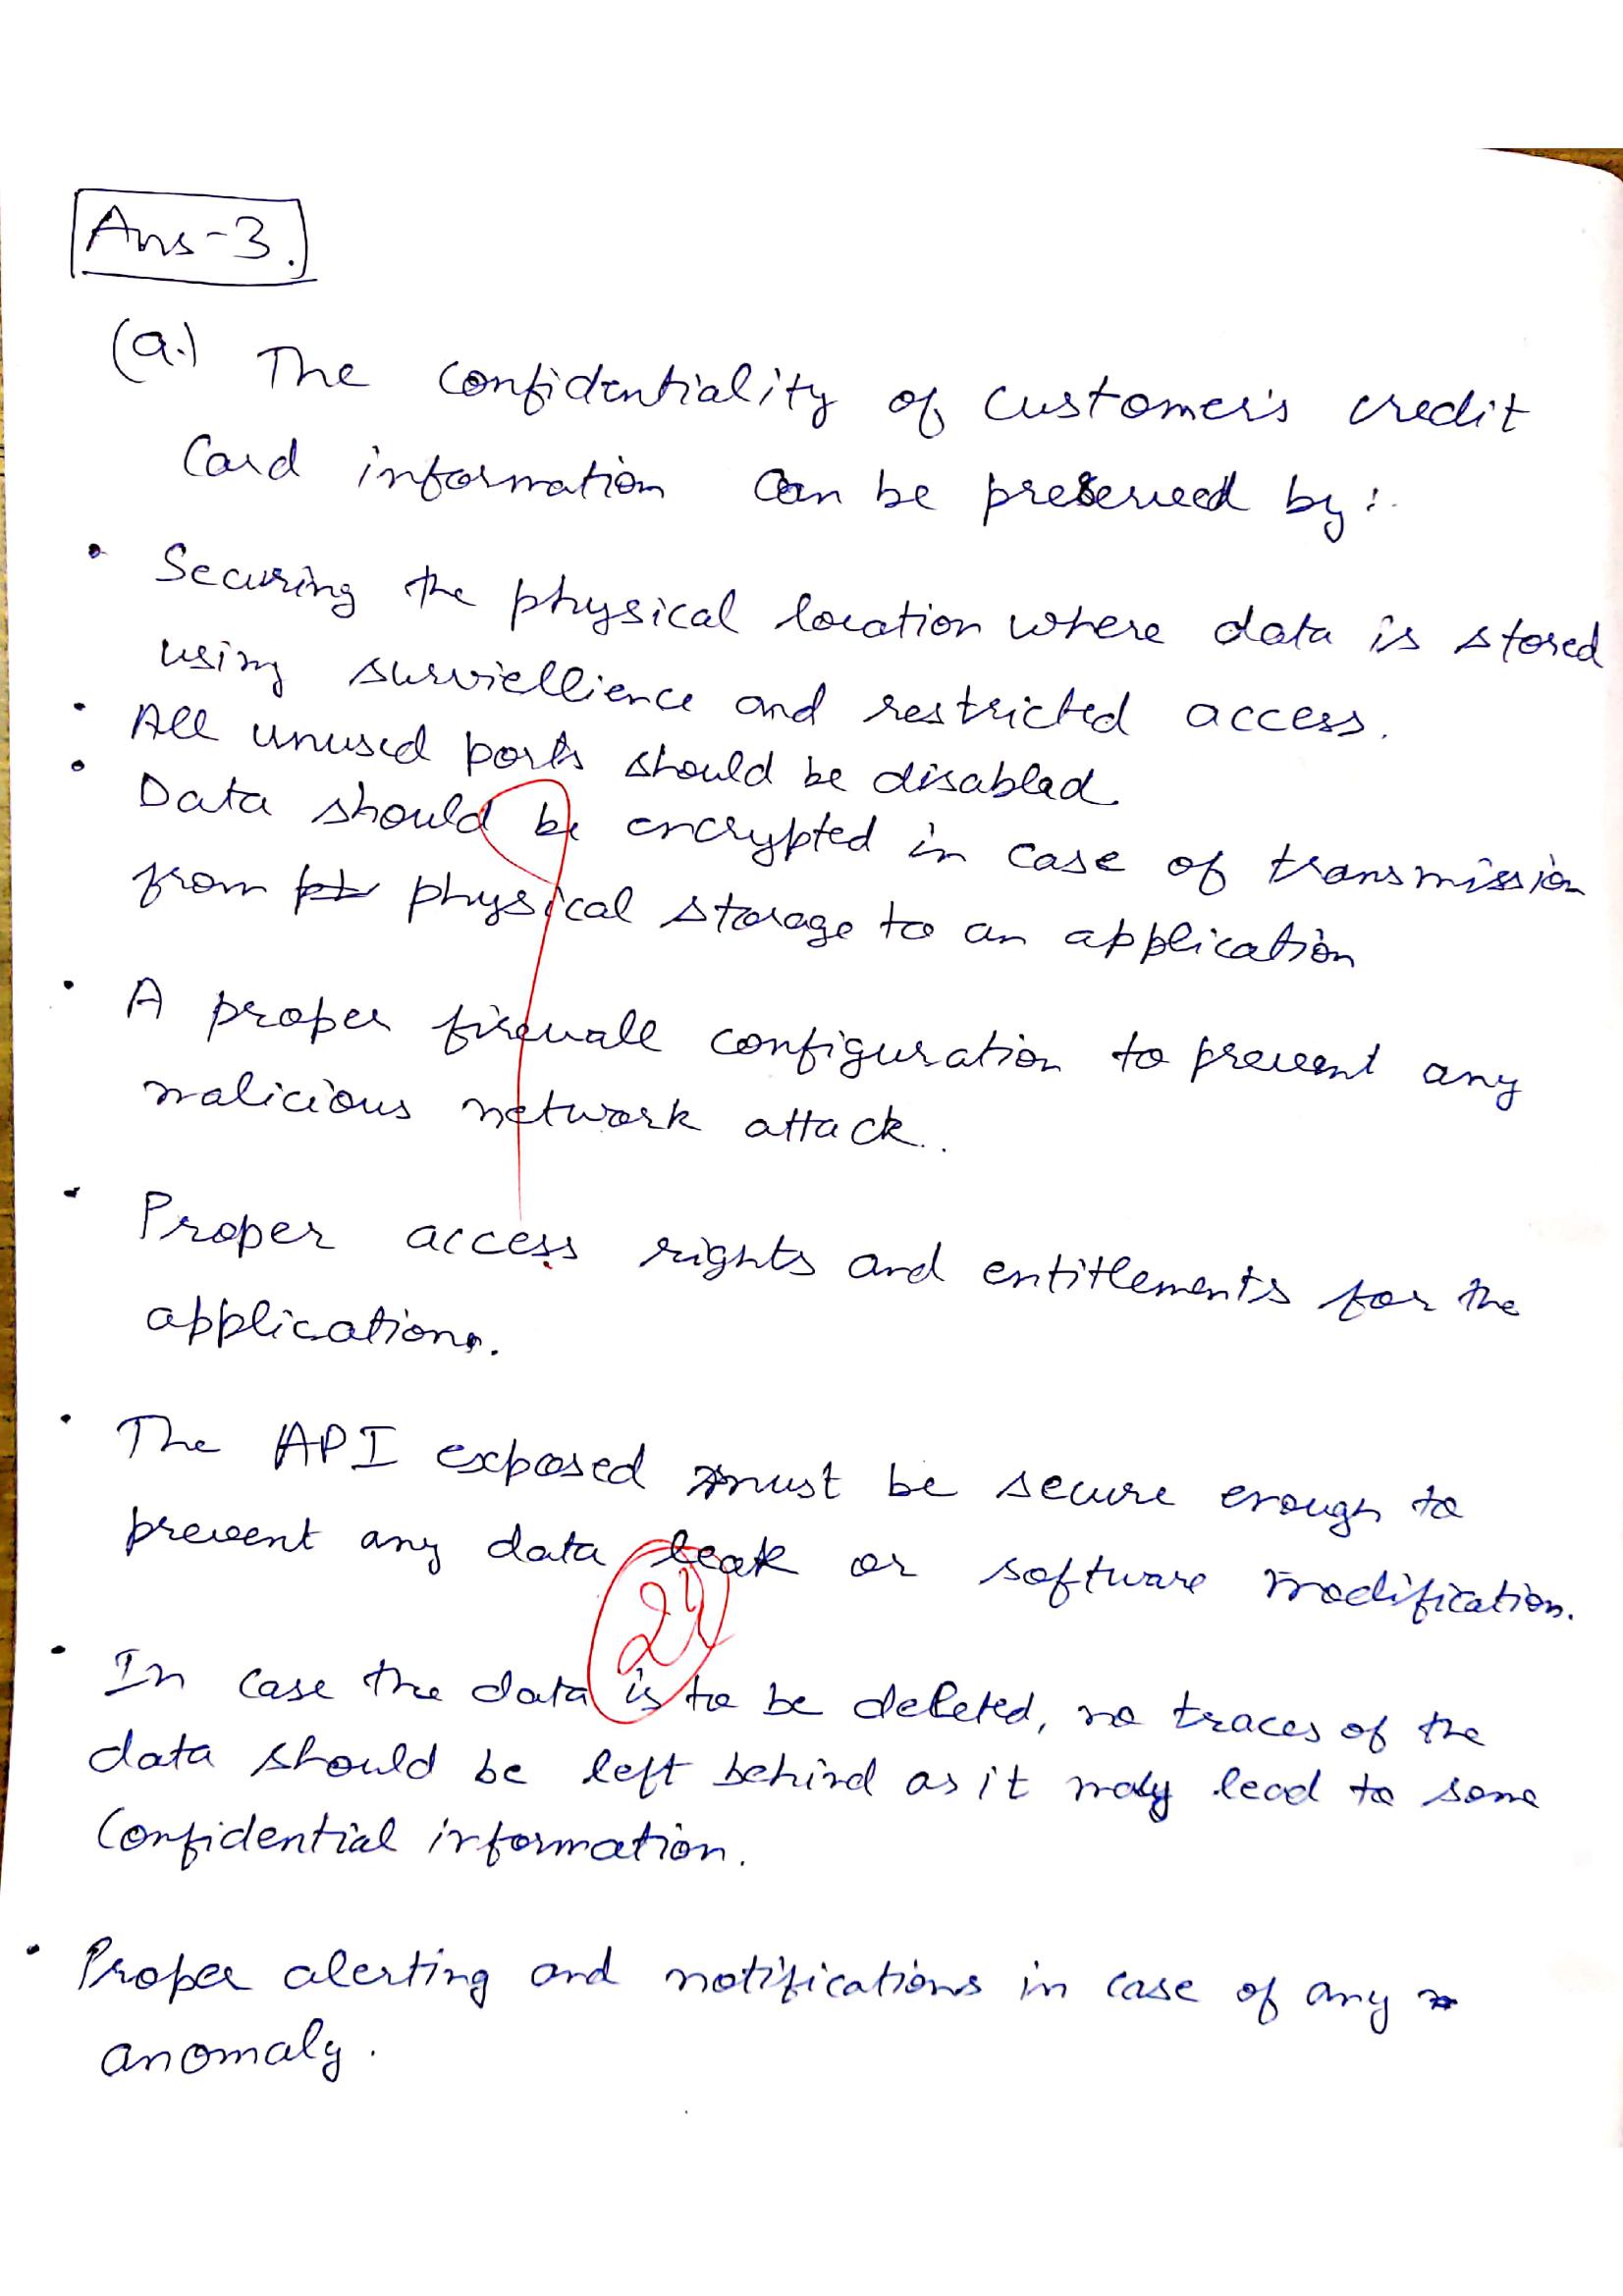 Ans-3.
(a.) The confidentiality of customer's credit
Card information can be preserved by:
• Securing the physical location where data is stored
using surviellience and restricted access.
• All unused ports should be disabled.
• Data should be encrypted in case of transmission
from physical storage to an application
• A proper firewall configuration to prevent any
malicious network attack.
• Proper access rights and entitlements for the
applications.
• The API exposed must be secure enough to
prevent any data leak or software modification.
• In case the data is to be deleted, no traces of the
data should be left behind as it may lead to some
Confidential information.
• Proper alerting and notifications in case of any
anomaly.